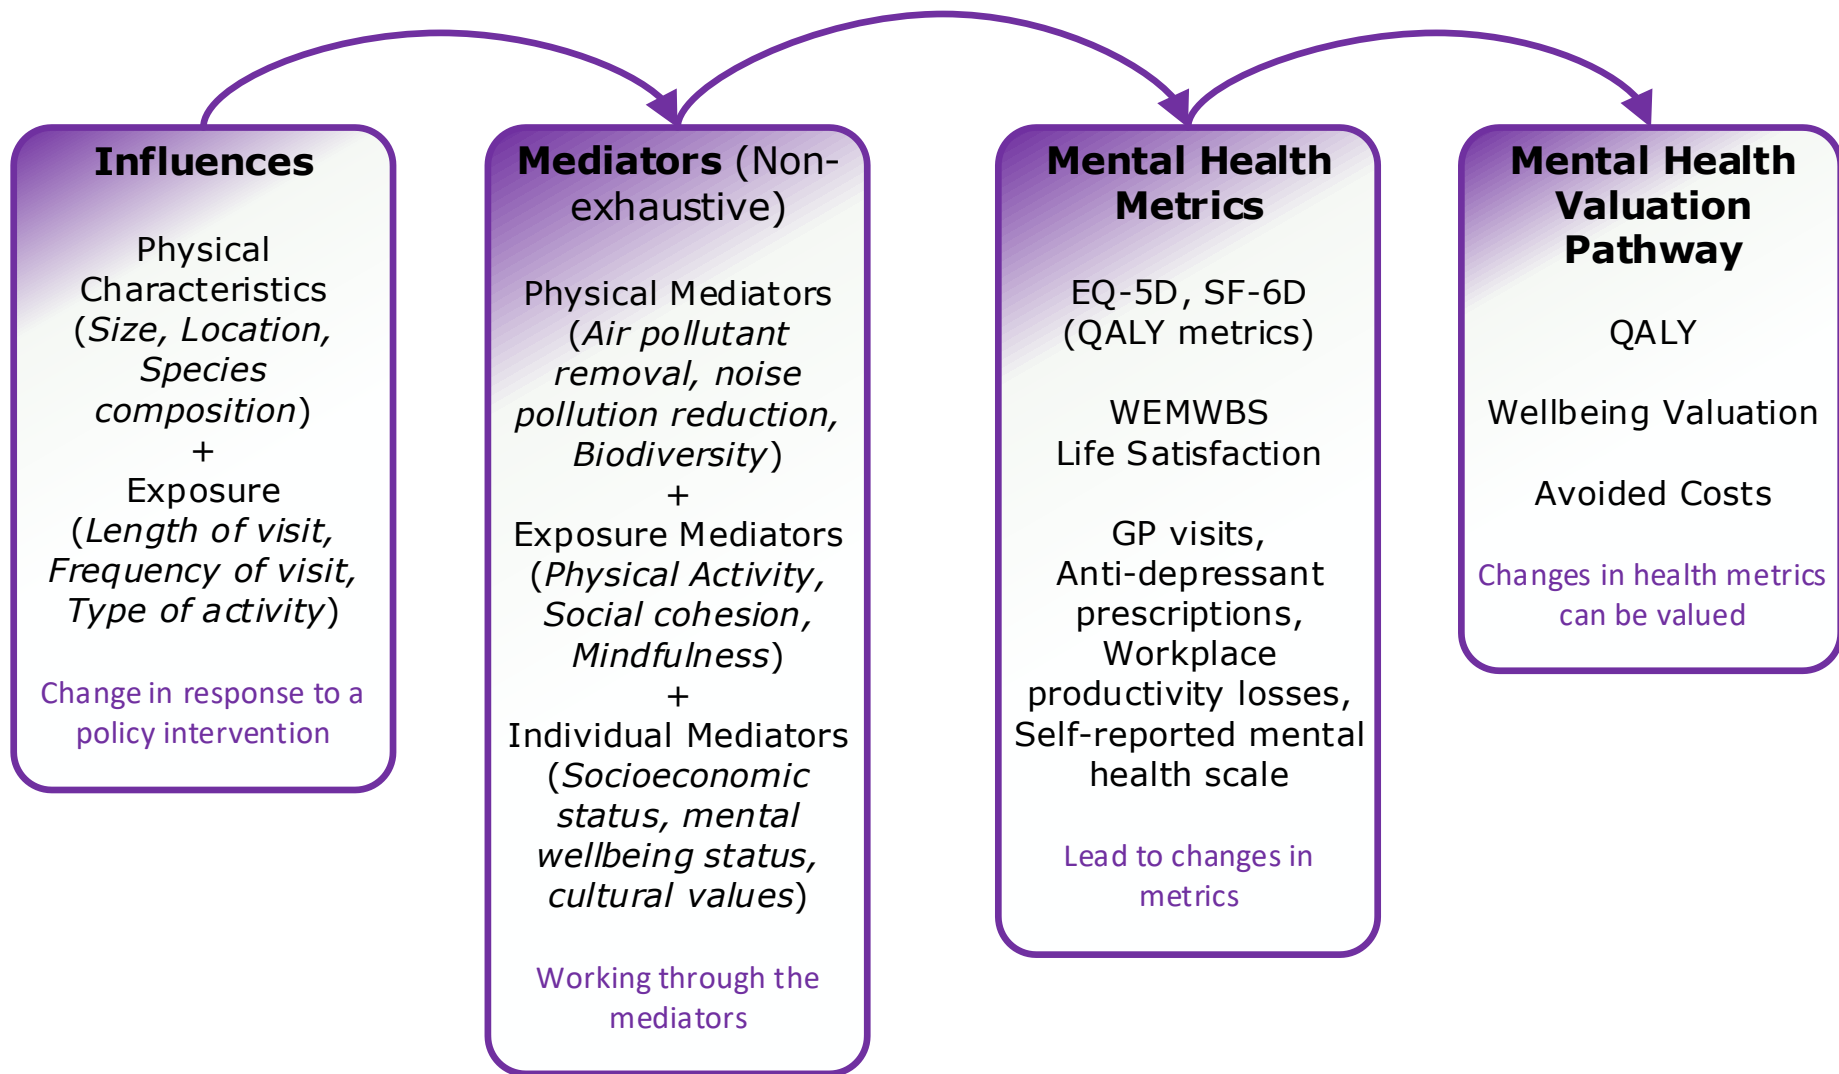 Influences
Physical
Characteristics
(Size, Location,
Species
composition)
+
Exposure
(Length of visit,
Frequency of visit,
Type of activity)
Change in response to a
policy intervention
Mediators (Non-
exhaustive)
Physical Mediators
(Air pollutant
removal, noise
pollution reduction,
Biodiversity)
+
Exposure Mediators
(Physical Activity,
Social cohesion,
Mindfulness)
+
Individual Mediators
(Socioeconomic
status, mental
wellbeing status,
cultural values)
Working through the
mediators
Mental Health
Metrics
EQ-5D, SF-6D
(QALY metrics)
WEMWBS
Life Satisfaction
GP visits,
Anti-depressant
prescriptions,
Workplace
productivity losses,
Self-reported mental
health scale
Lead to changes in
metrics
Mental Health
Valuation
Pathway
QALY
Wellbeing Valuation
Avoided Costs
Changes in health metrics
can be valued